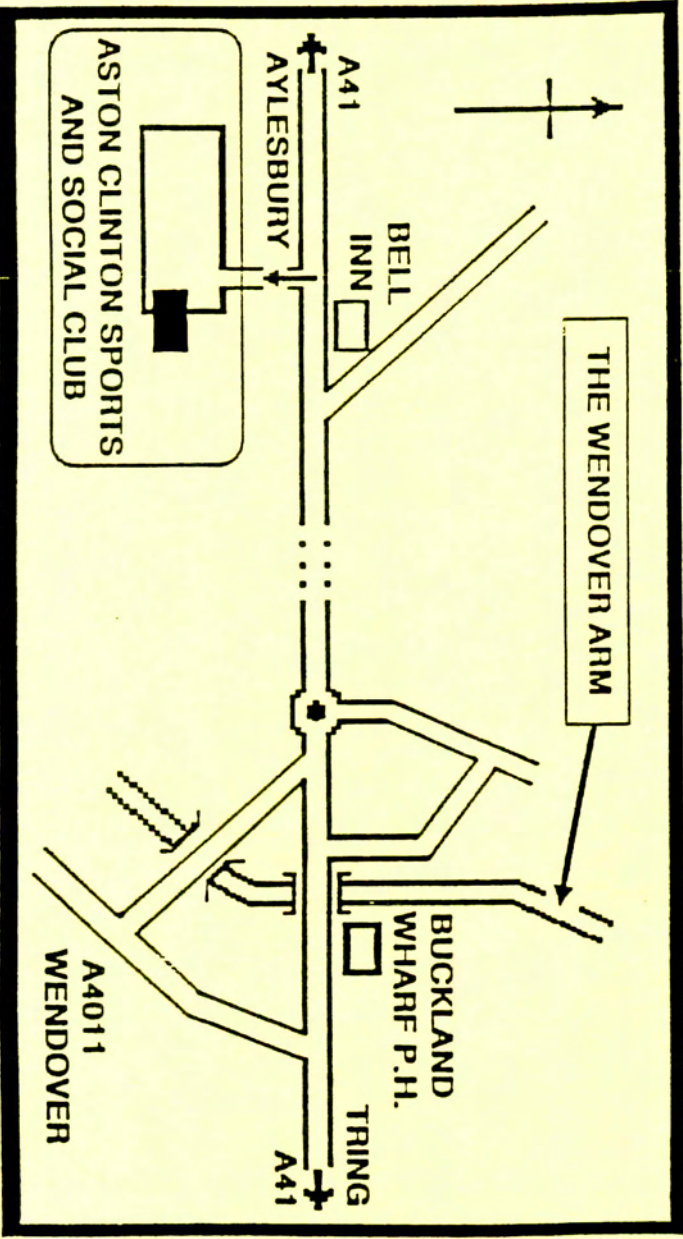 THE WENDOVER ARM
BELL
INN
A41
AYLESBURY
ASTON CLINTON SPORTS
AND SOCIAL CLUB
BUCKLAND
WHARF P.H.
TRING
A41
A4011
WENDOVER